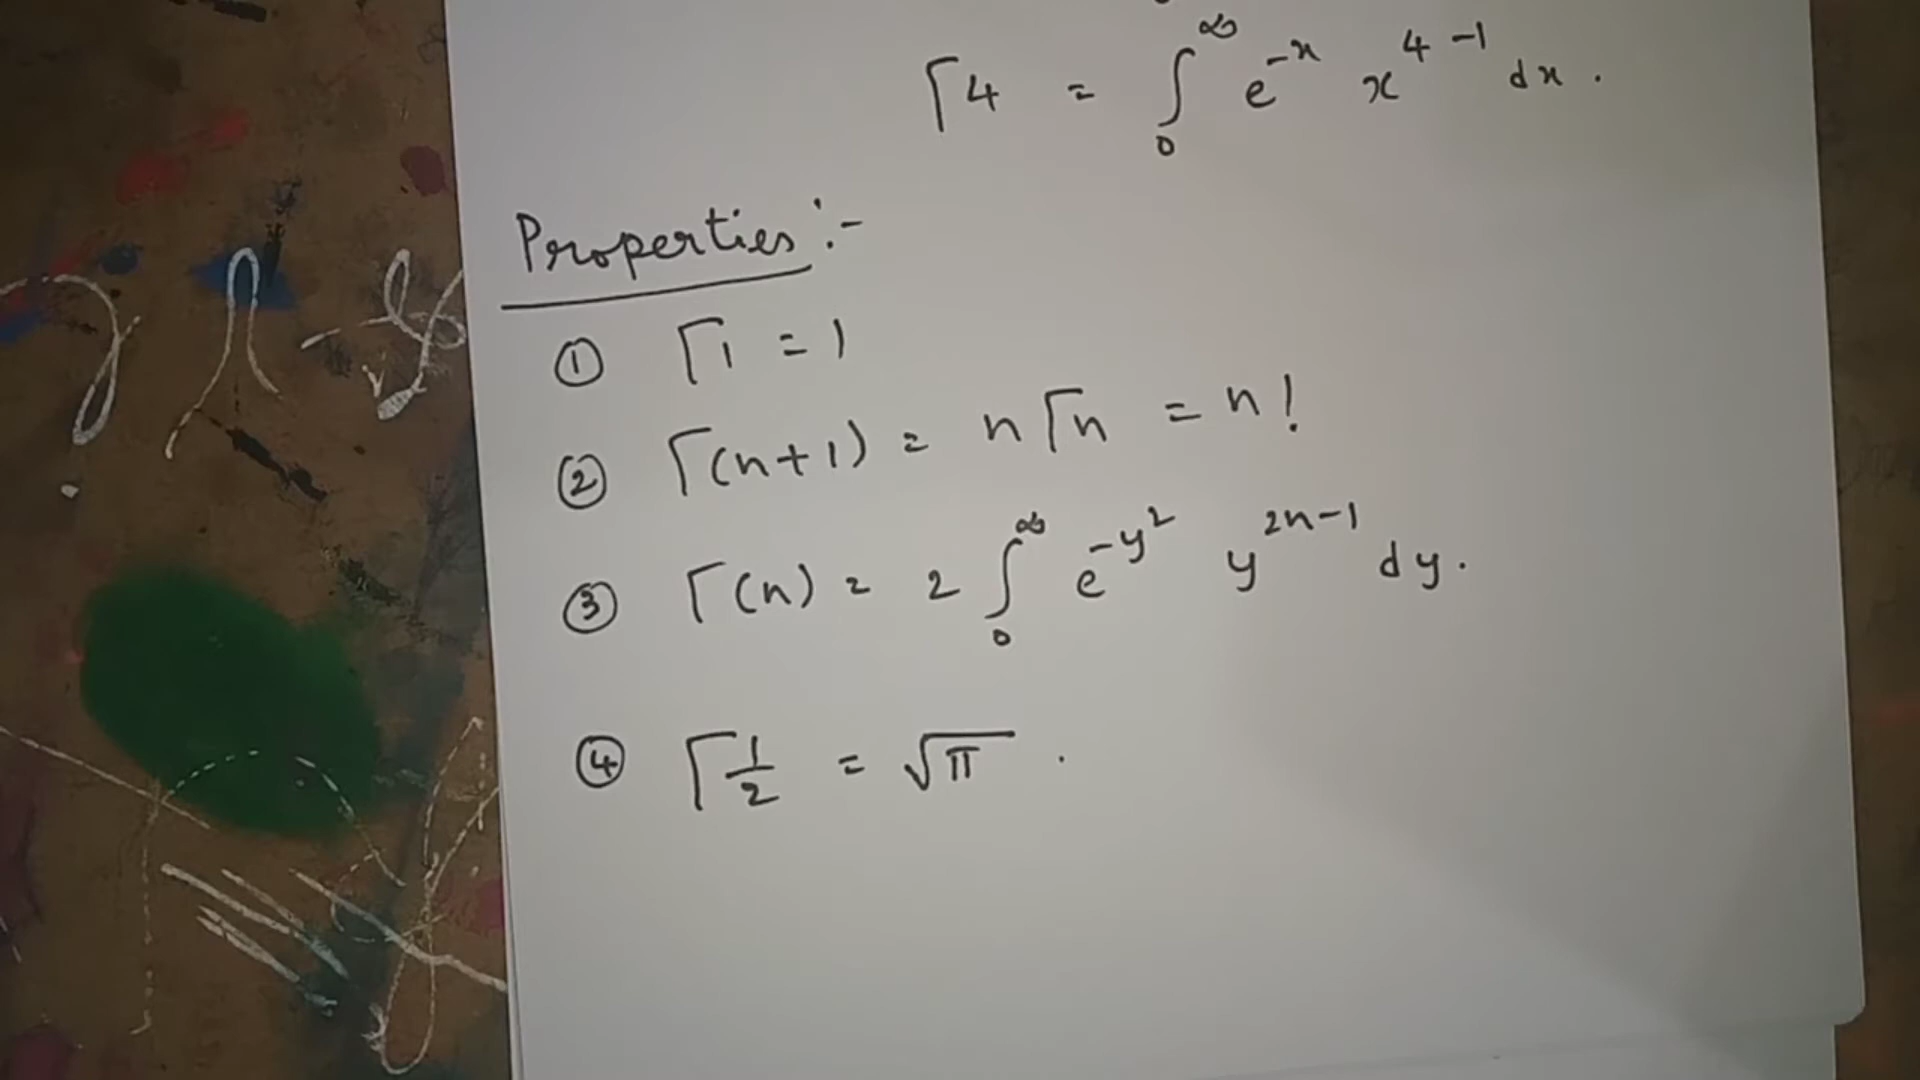 Γ4 = ∫₀^∞ e^{-x} x^{4-1} dx.
Properties :-
① Γ1 = 1
② Γ(n+1) = nΓn = n!
③ Γ(n) = 2 ∫₀^∞ e^{-y²} y^{2n-1} dy.
④ Γ1/2 = √π .